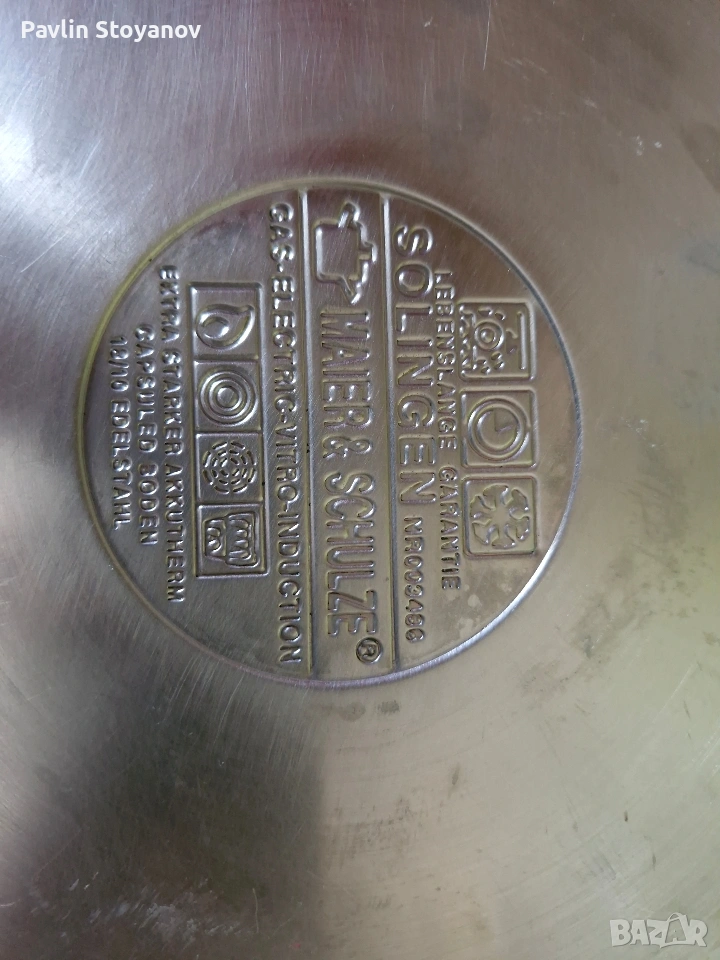 Pavlin Stoyanov
LEBENSLANGE GARANTIE
SOLINGEN NR003486
MAIER & SCHULZE®
GAS-ELECTRIC-VITRO-INDUCTION
EXTRA STARKER AKKUTHERM
CAPSULED BODEN
18/10 EDELSTAHL
BAZAR